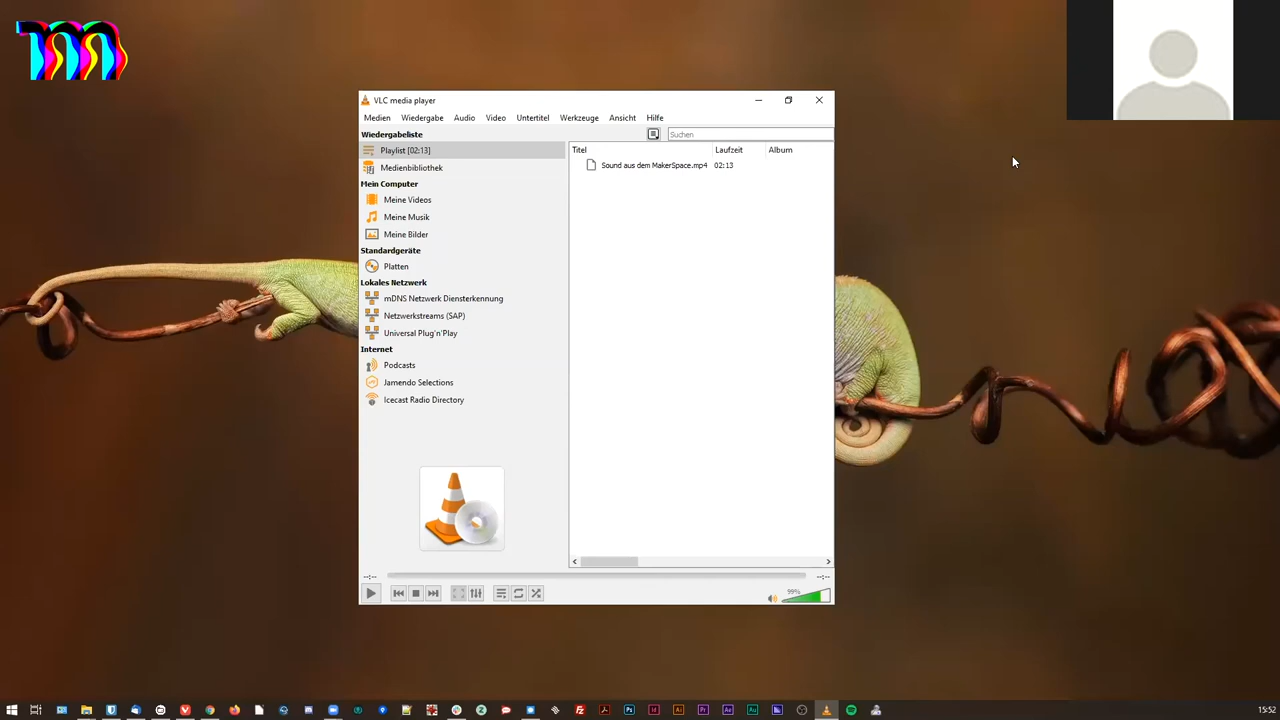 m
VLC media player
Medien Wiedergabe Audio Video Untertitel Werkzeuge Ansicht Hilfe
Wiedergabeliste
Suchen
Playlist [02:13]
Titel Laufzeit Album
Medienbibliothek
Sound aus dem MakerSpace.mp4 02:13
Mein Computer
Meine Videos
Meine Musik
Meine Bilder
Standardgeräte
Platten
Lokales Netzwerk
mDNS Netzwerk Diensterkennung
Netzwerkstreams (SAP)
Universal Plug'n'Play
Internet
Podcasts
Jamendo Selections
Icecast Radio Directory
--:-- --:--
99%
15:52